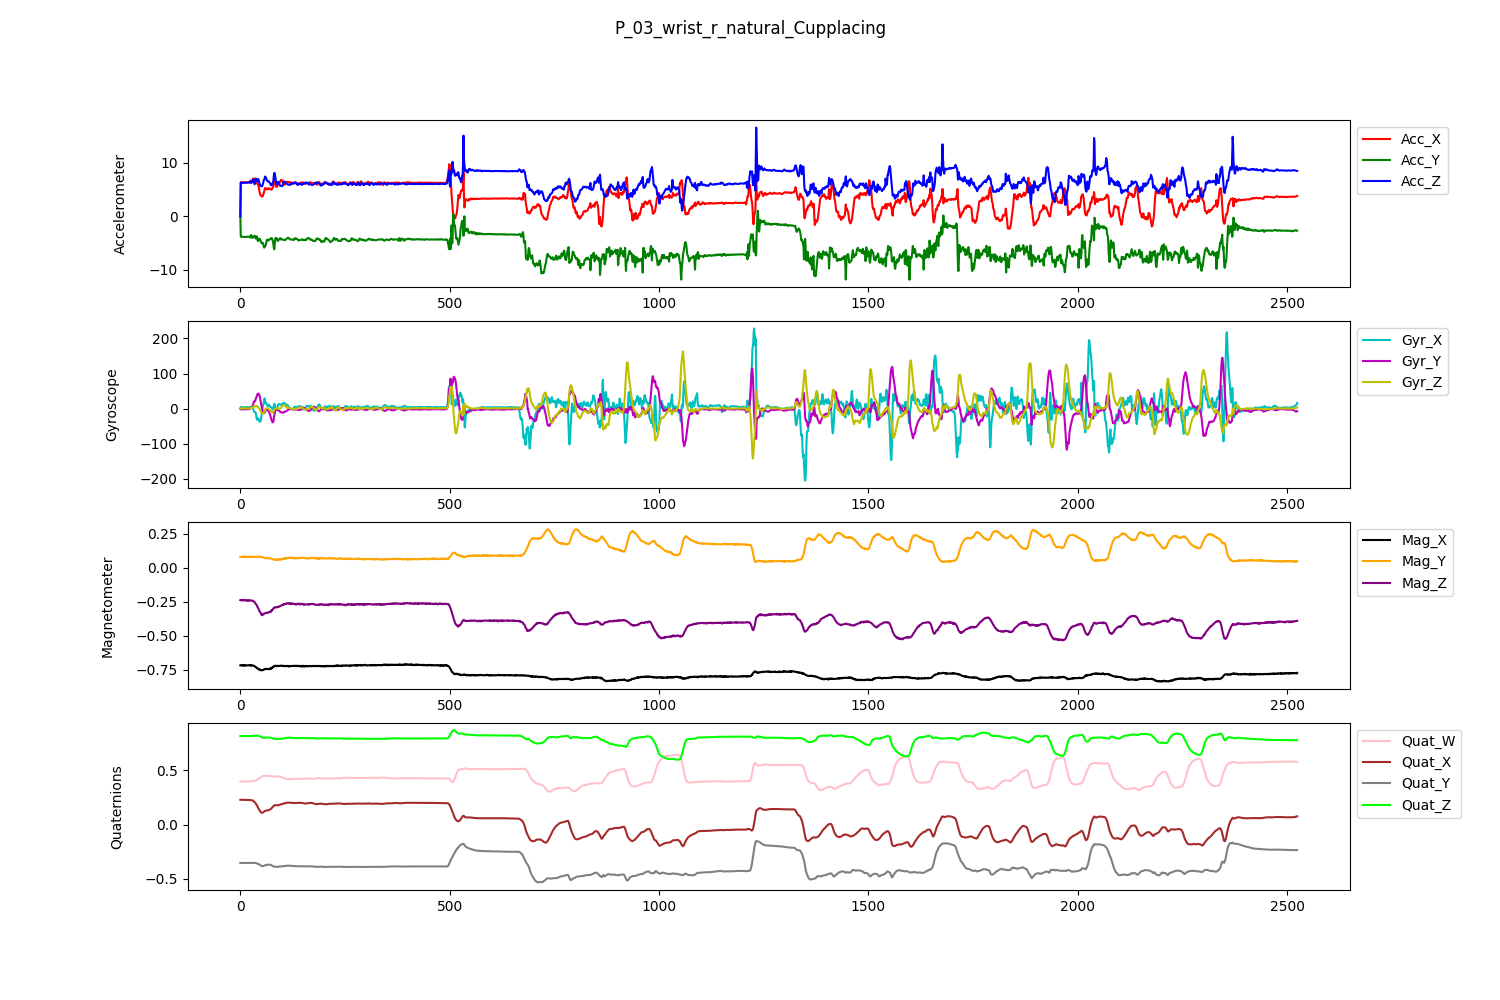 P_03_wrist_r_natural_Cupplacing
Accelerometer
10
0
−10
0 500 1000 1500 2000 2500
Acc_X
Acc_Y
Acc_Z
Gyroscope
200
100
0
−100
−200
0 500 1000 1500 2000 2500
Gyr_X
Gyr_Y
Gyr_Z
Magnetometer
0.25
0.00
−0.25
−0.50
−0.75
0 500 1000 1500 2000 2500
Mag_X
Mag_Y
Mag_Z
Quaternions
0.5
0.0
−0.5
0 500 1000 1500 2000 2500
Quat_W
Quat_X
Quat_Y
Quat_Z